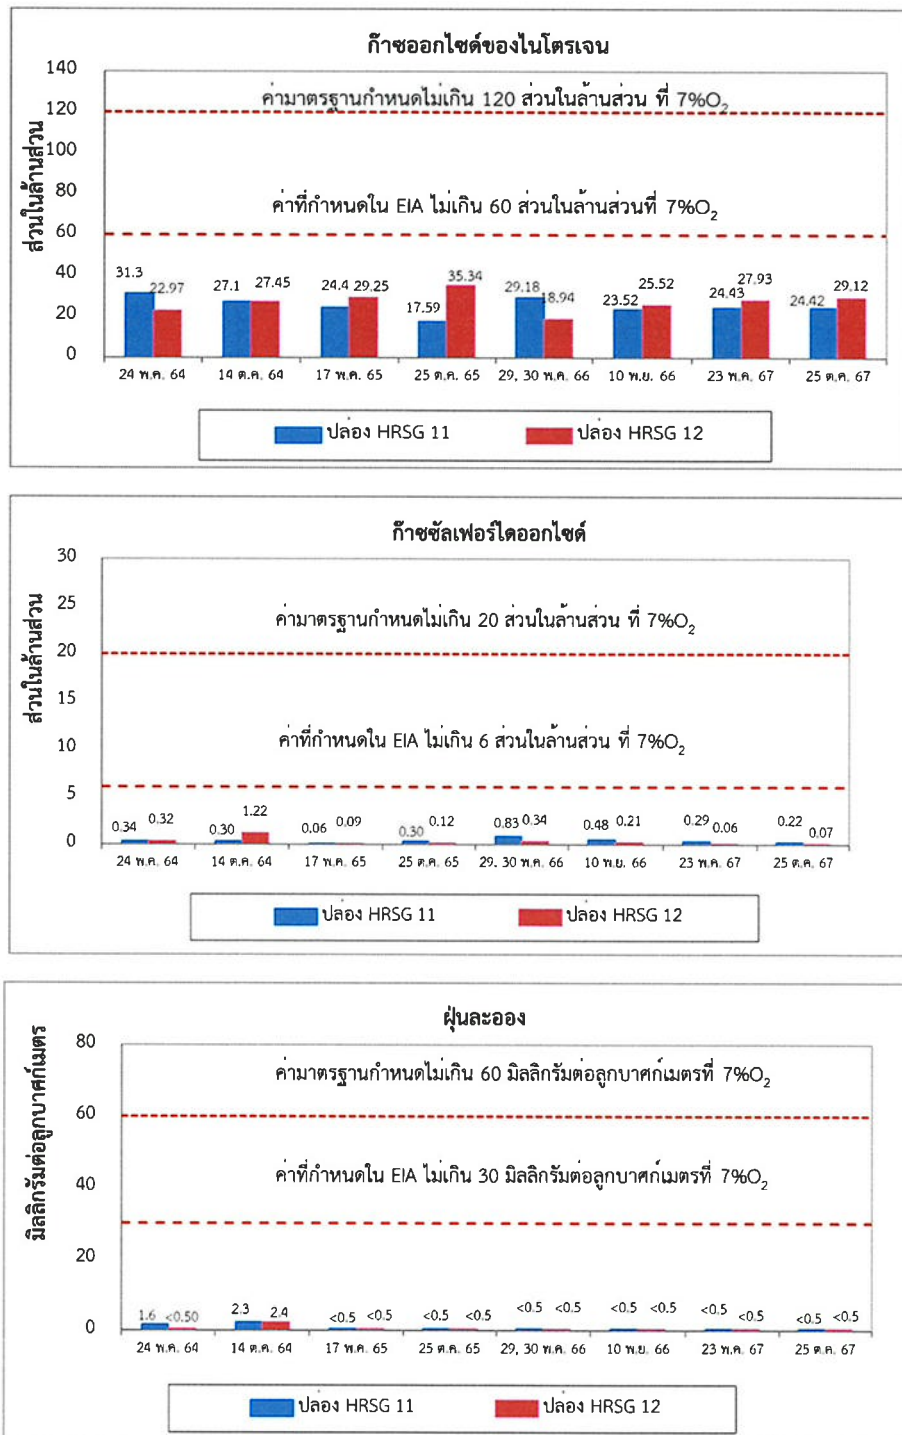 ก๊าซออกไซด์ของไนโตรเจน
ส่วนในล้านส่วน
140
120
100
80
60
40
20
0
ค่ามาตรฐานกำหนดไม่เกิน 120 ส่วนในล้านส่วน ที่ 7%O₂
ค่าที่กำหนดใน EIA ไม่เกิน 60 ส่วนในล้านส่วนที่ 7%O₂
31.3 22.97 27.1 27.45 24.4 29.25 17.59 35.34 29.18 18.94 23.52 25.52 24.43 27.93 24.42 29.12
24 พ.ค. 64 14 ต.ค. 64 17 พ.ค. 65 25 ต.ค. 65 29, 30 พ.ค. 66 10 พ.ย. 66 23 พ.ค. 67 25 ต.ค. 67
ปล่อง HRSG 11 ปล่อง HRSG 12
ก๊าซซัลเฟอร์ไดออกไซด์
ส่วนในล้านส่วน
30
25
20
15
10
5
0
ค่ามาตรฐานกำหนดไม่เกิน 20 ส่วนในล้านส่วน ที่ 7%O₂
ค่าที่กำหนดใน EIA ไม่เกิน 6 ส่วนในล้านส่วน ที่ 7%O₂
0.34 0.32 0.30 1.22 0.06 0.09 0.30 0.12 0.83 0.34 0.48 0.21 0.29 0.06 0.22 0.07
24 พ.ค. 64 14 ต.ค. 64 17 พ.ค. 65 25 ต.ค. 65 29, 30 พ.ค. 66 10 พ.ย. 66 23 พ.ค. 67 25 ต.ค. 67
ปล่อง HRSG 11 ปล่อง HRSG 12
ฝุ่นละออง
มิลลิกรัมต่อลูกบาศก์เมตร
80
60
40
20
0
ค่ามาตรฐานกำหนดไม่เกิน 60 มิลลิกรัมต่อลูกบาศก์เมตรที่ 7%O₂
ค่าที่กำหนดใน EIA ไม่เกิน 30 มิลลิกรัมต่อลูกบาศก์เมตรที่ 7%O₂
1.6 <0.50 2.3 2.4 <0.5 <0.5 <0.5 <0.5 <0.5 <0.5 <0.5 <0.5 <0.5 <0.5 <0.5 <0.5
24 พ.ค. 64 14 ต.ค. 64 17 พ.ค. 65 25 ต.ค. 65 29, 30 พ.ค. 66 10 พ.ย. 66 23 พ.ค. 67 25 ต.ค. 67
ปล่อง HRSG 11 ปล่อง HRSG 12